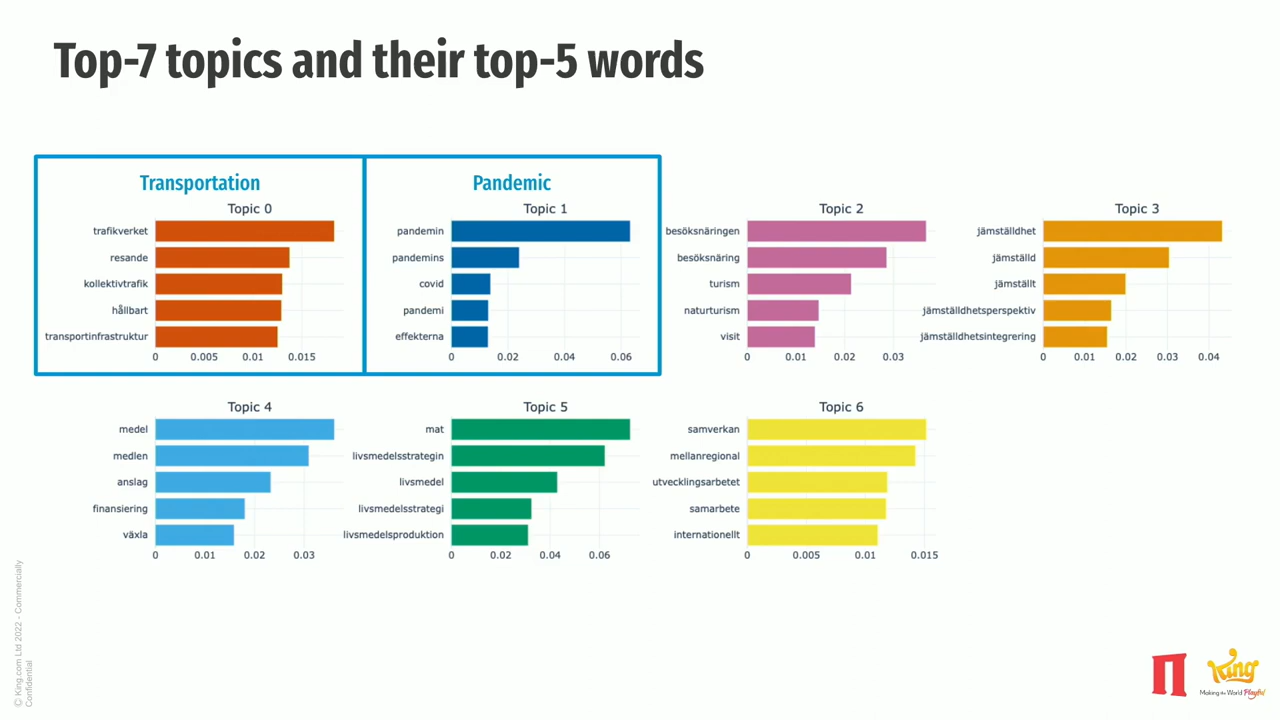 Top-7 topics and their top-5 words
Transportation
Topic 0
trafikverket
resande
kollektivtrafik
hållbart
transportinfrastruktur
0 0.005 0.01 0.015
Pandemic
Topic 1
pandemin
pandemins
covid
pandemi
effekterna
0 0.02 0.04 0.06
Topic 2
besöksnäringen
besöksnäring
turism
naturturism
visit
0 0.01 0.02 0.03
Topic 3
jämställdhet
jämställd
jämställt
jämställdhetsperspektiv
jämställdhetsintegrering
0 0.01 0.02 0.03 0.04
Topic 4
medel
medlen
anslag
finansiering
växla
0 0.01 0.02 0.03
Topic 5
mat
livsmedelsstrategin
livsmedel
livsmedelsstrategi
livsmedelsproduktion
0 0.02 0.04 0.06
Topic 6
samverkan
mellanregional
utvecklingsarbetet
samarbete
internationellt
0 0.005 0.01 0.015
© King.com Ltd 2022 - Commercially
Confidential
King
Making the World Playful